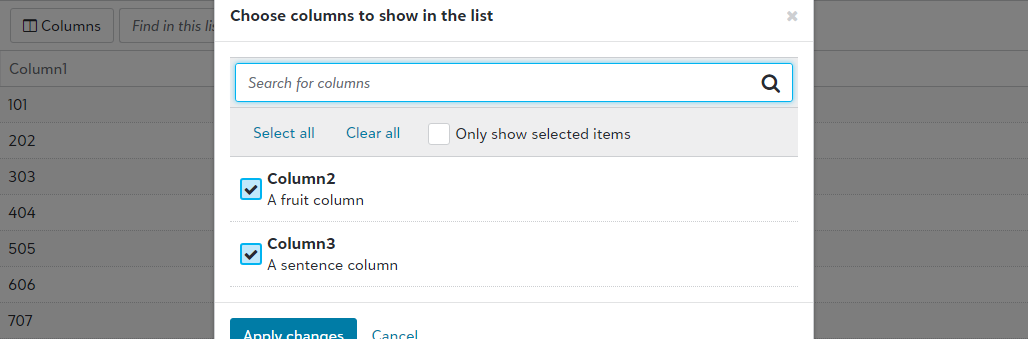 Choose columns to show in the list
Columns
Find in this lis
Search for columns
Column1
101
Select all Clear all Only show selected items
202
303
Column2
A fruit column
404
505
Column3
A sentence column
606
707
Apply changes Cancel